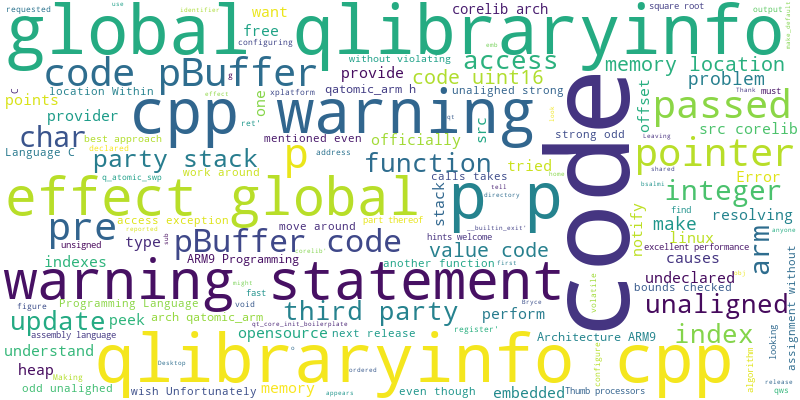 requested
use
identifier
corelib arch
square root
output
make_default
global qlibraryinfo
configuring
want
free
without violating
emb
access
memory location
code pBuffer
g
provide
code uint16
problem
C
location Within
xplatform
unalighed strong
Thank
must
points
one
qatomic_arm h
offset
passed
cpp warning
code
provider
effect
qt
src
char
ret'
mentioned even
strong odd
src corelib
best approach
declared
officially
Leaving
Language C
party stack
p
function
tried
pointer
q_atomic_swp
work around
address
Error
shared
effect global
stack
calls takes
p p
tell
directory
home
find
bsalmi
integer
access exception
part thereof
notify
make
resolving
pre
reported
move around
__builtin_exit'
linux
anyone
unsigned
type
sub
pBuffer code
hints welcome
excellent performance
value code
corelib
first
arm
assignment without
indexes
ARM9 Programming
another function
causes
undeclared
warning statement
might
volatile
bounds checked
figure
Programming Language
fast
void
third party
register'
perform
unaligned
update
peek
arch qatomic_arm
opensource
next release
Architecture ARM9
index
assembly language
qt_core_init_boilerplate
understand
qlibraryinfo cpp
configure
algorithm
looking
Bryce
Desktop
ordered
heap
memory
release
odd unalighed
Making
wish Unfortunately
appears
even though
embedded
Thumb processors
qws